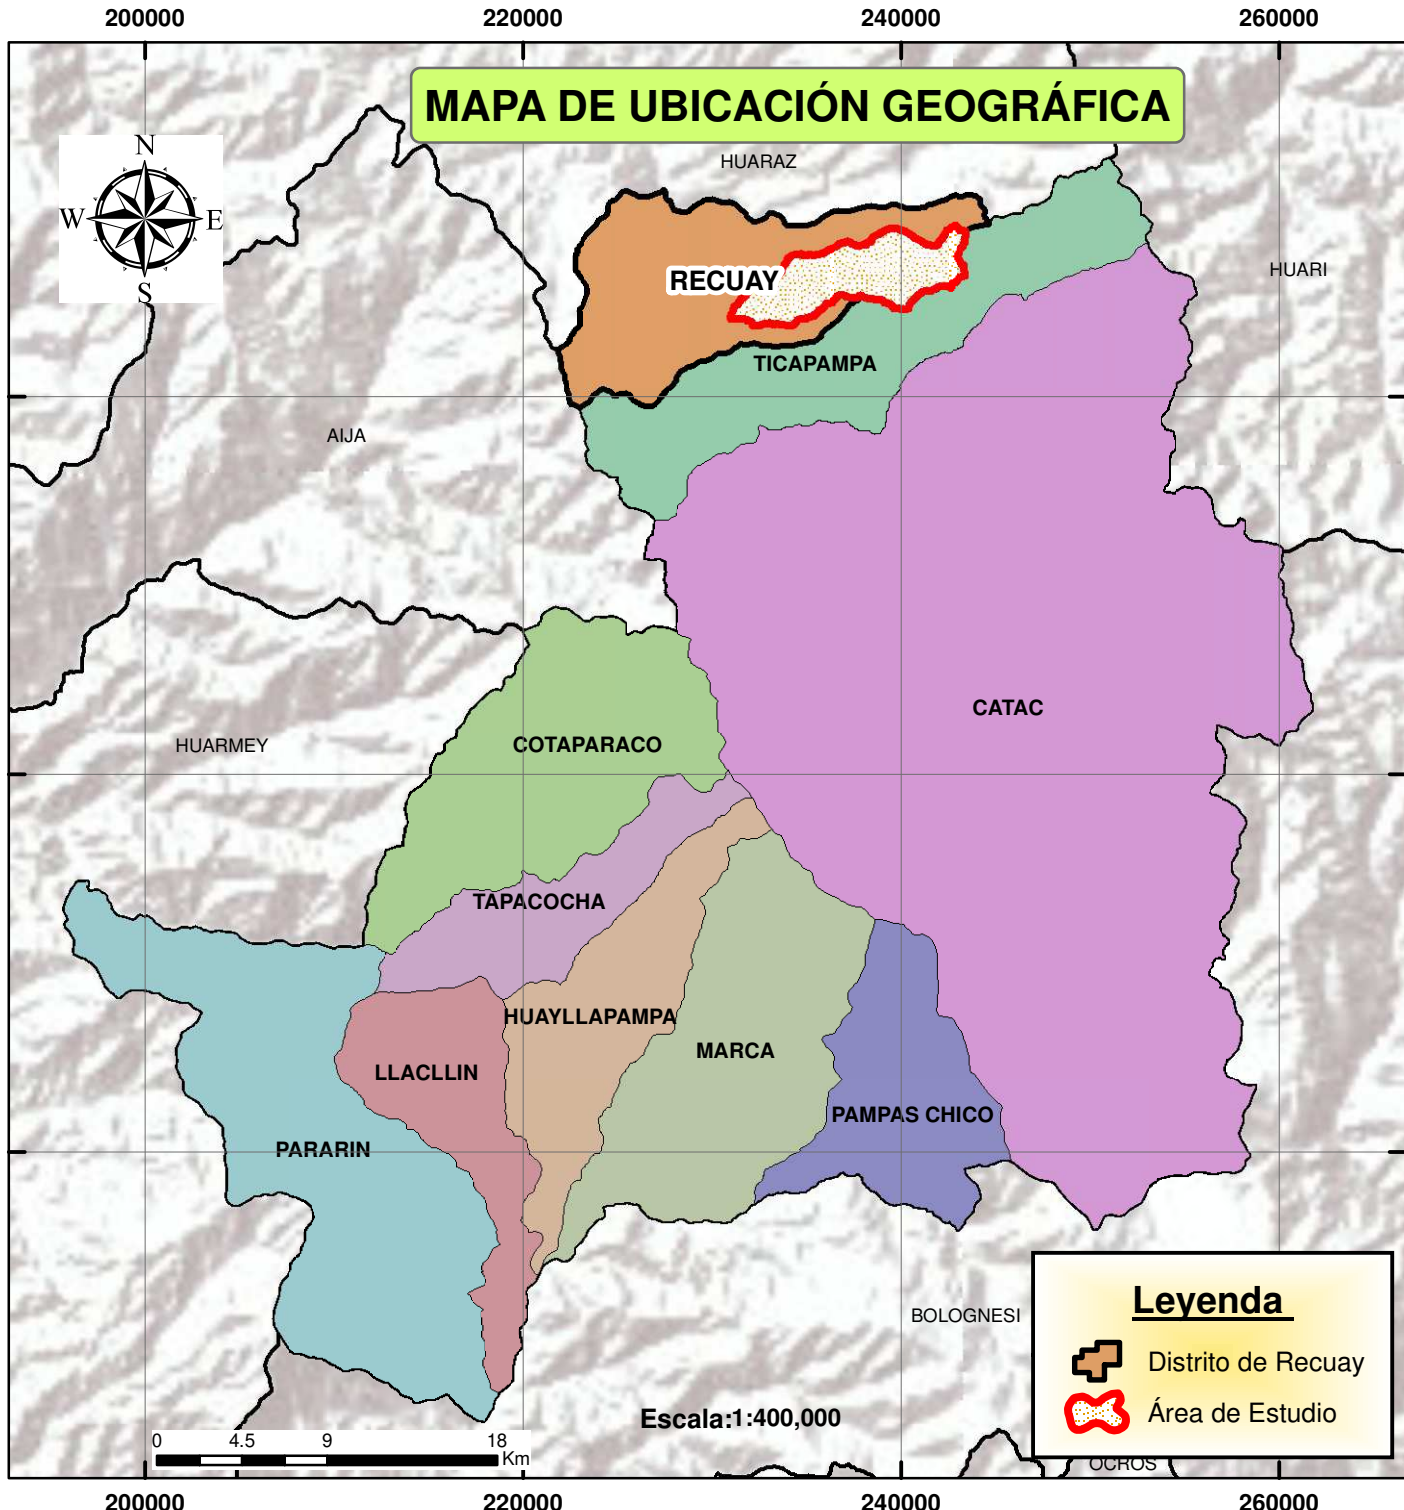 200000 220000 240000 260000
MAPA DE UBICACIÓN GEOGRÁFICA
N
W E
S
HUARAZ
HUARI
RECUAY
TICAPAMPA
AIJA
CATAC
COTAPARACO
HUARMEY
TAPACOCHA
HUAYLLAPAMPA
MARCA
LLACLLIN
PAMPAS CHICO
PARARIN
BOLOGNESI
Leyenda
Distrito de Recuay
Área de Estudio
Escala:1:400,000
0 4.5 9 18
Km
OCROS
200000 220000 240000 260000